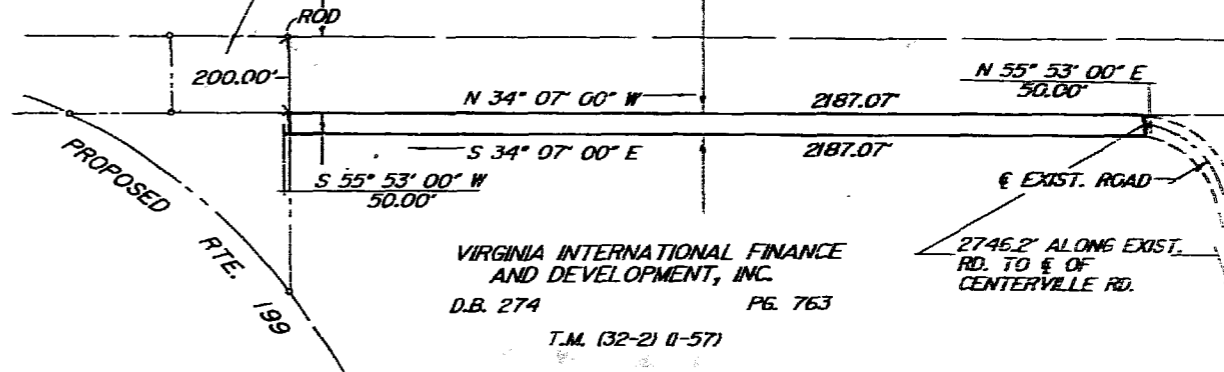 ROD
200.00'
N 34° 07' 00" W
2187.07'
N 55° 53' 00" E
50.00'
S 34° 07' 00" E
2187.07'
S 55° 53' 00" W
50.00'
℄ EXIST. ROAD
PROPOSED RTE. 199
VIRGINIA INTERNATIONAL FINANCE
AND DEVELOPMENT, INC.
D.B. 274 PG. 763
T.M. (32-2) (1-57)
2746.2' ALONG EXIST.
RD. TO ℄ OF
CENTERVILLE RD.